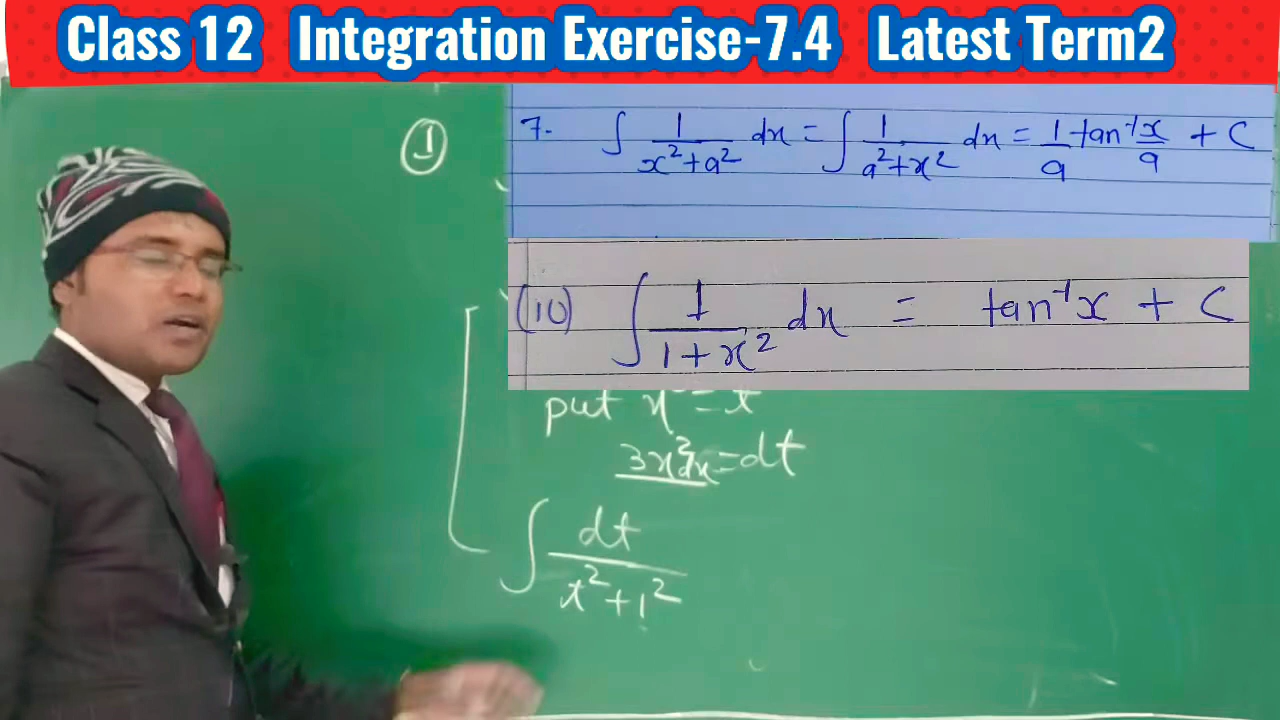 Class 12 Integration Exercise-7.4 Latest Term2
①
7. ∫ 1/(x²+a²) dx = ∫ 1/(a²+x²) dx = 1/a tan⁻¹ x/a + C
(10) ∫ 1/(1+x²) dx = tan⁻¹x + C
put x³ = t
3x²dx = dt
∫ dt/(t²+1²)